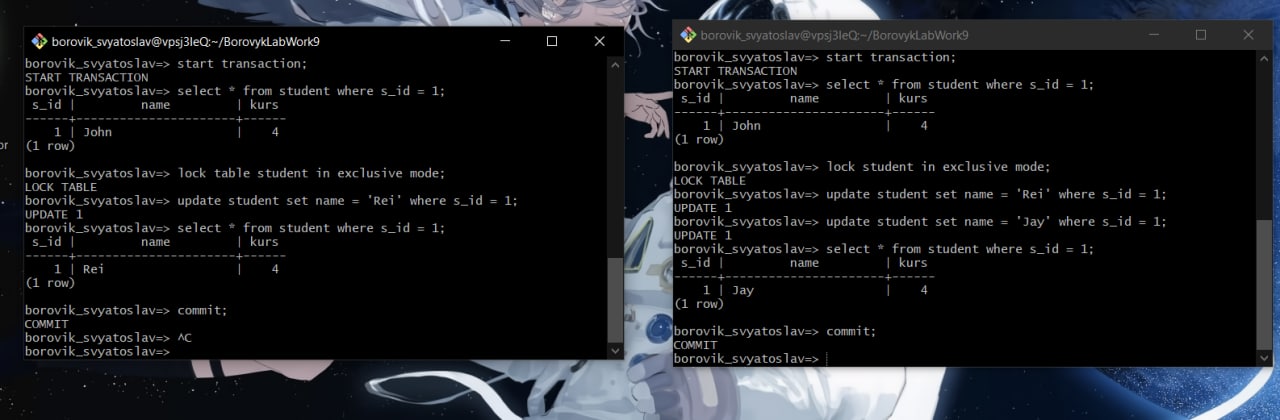 borovik_svyatoslav@vpsj3leQ:~/BorovykLabWork9
borovik_svyatoslav=> start transaction;
START TRANSACTION
borovik_svyatoslav=> select * from student where s_id = 1;
 s_id |         name          | kurs
------+-----------------------+------
    1 | John                  |    4
(1 row)
borovik_svyatoslav=> lock table student in exclusive mode;
LOCK TABLE
borovik_svyatoslav=> update student set name = 'Rei' where s_id = 1;
UPDATE 1
borovik_svyatoslav=> select * from student where s_id = 1;
 s_id |         name          | kurs
------+-----------------------+------
    1 | Rei                   |    4
(1 row)
borovik_svyatoslav=> commit;
COMMIT
borovik_svyatoslav=> ^C
borovik_svyatoslav=>
borovik_svyatoslav@vpsj3leQ:~/BorovykLabWork9
borovik_svyatoslav=> start transaction;
START TRANSACTION
borovik_svyatoslav=> select * from student where s_id = 1;
 s_id |         name          | kurs
------+-----------------------+------
    1 | John                  |    4
(1 row)
borovik_svyatoslav=> lock student in exclusive mode;
LOCK TABLE
borovik_svyatoslav=> update student set name = 'Rei' where s_id = 1;
UPDATE 1
borovik_svyatoslav=> update student set name = 'Jay' where s_id = 1;
UPDATE 1
borovik_svyatoslav=> select * from student where s_id = 1;
 s_id |         name          | kurs
------+-----------------------+------
    1 | Jay                   |    4
(1 row)
borovik_svyatoslav=> commit;
COMMIT
borovik_svyatoslav=>